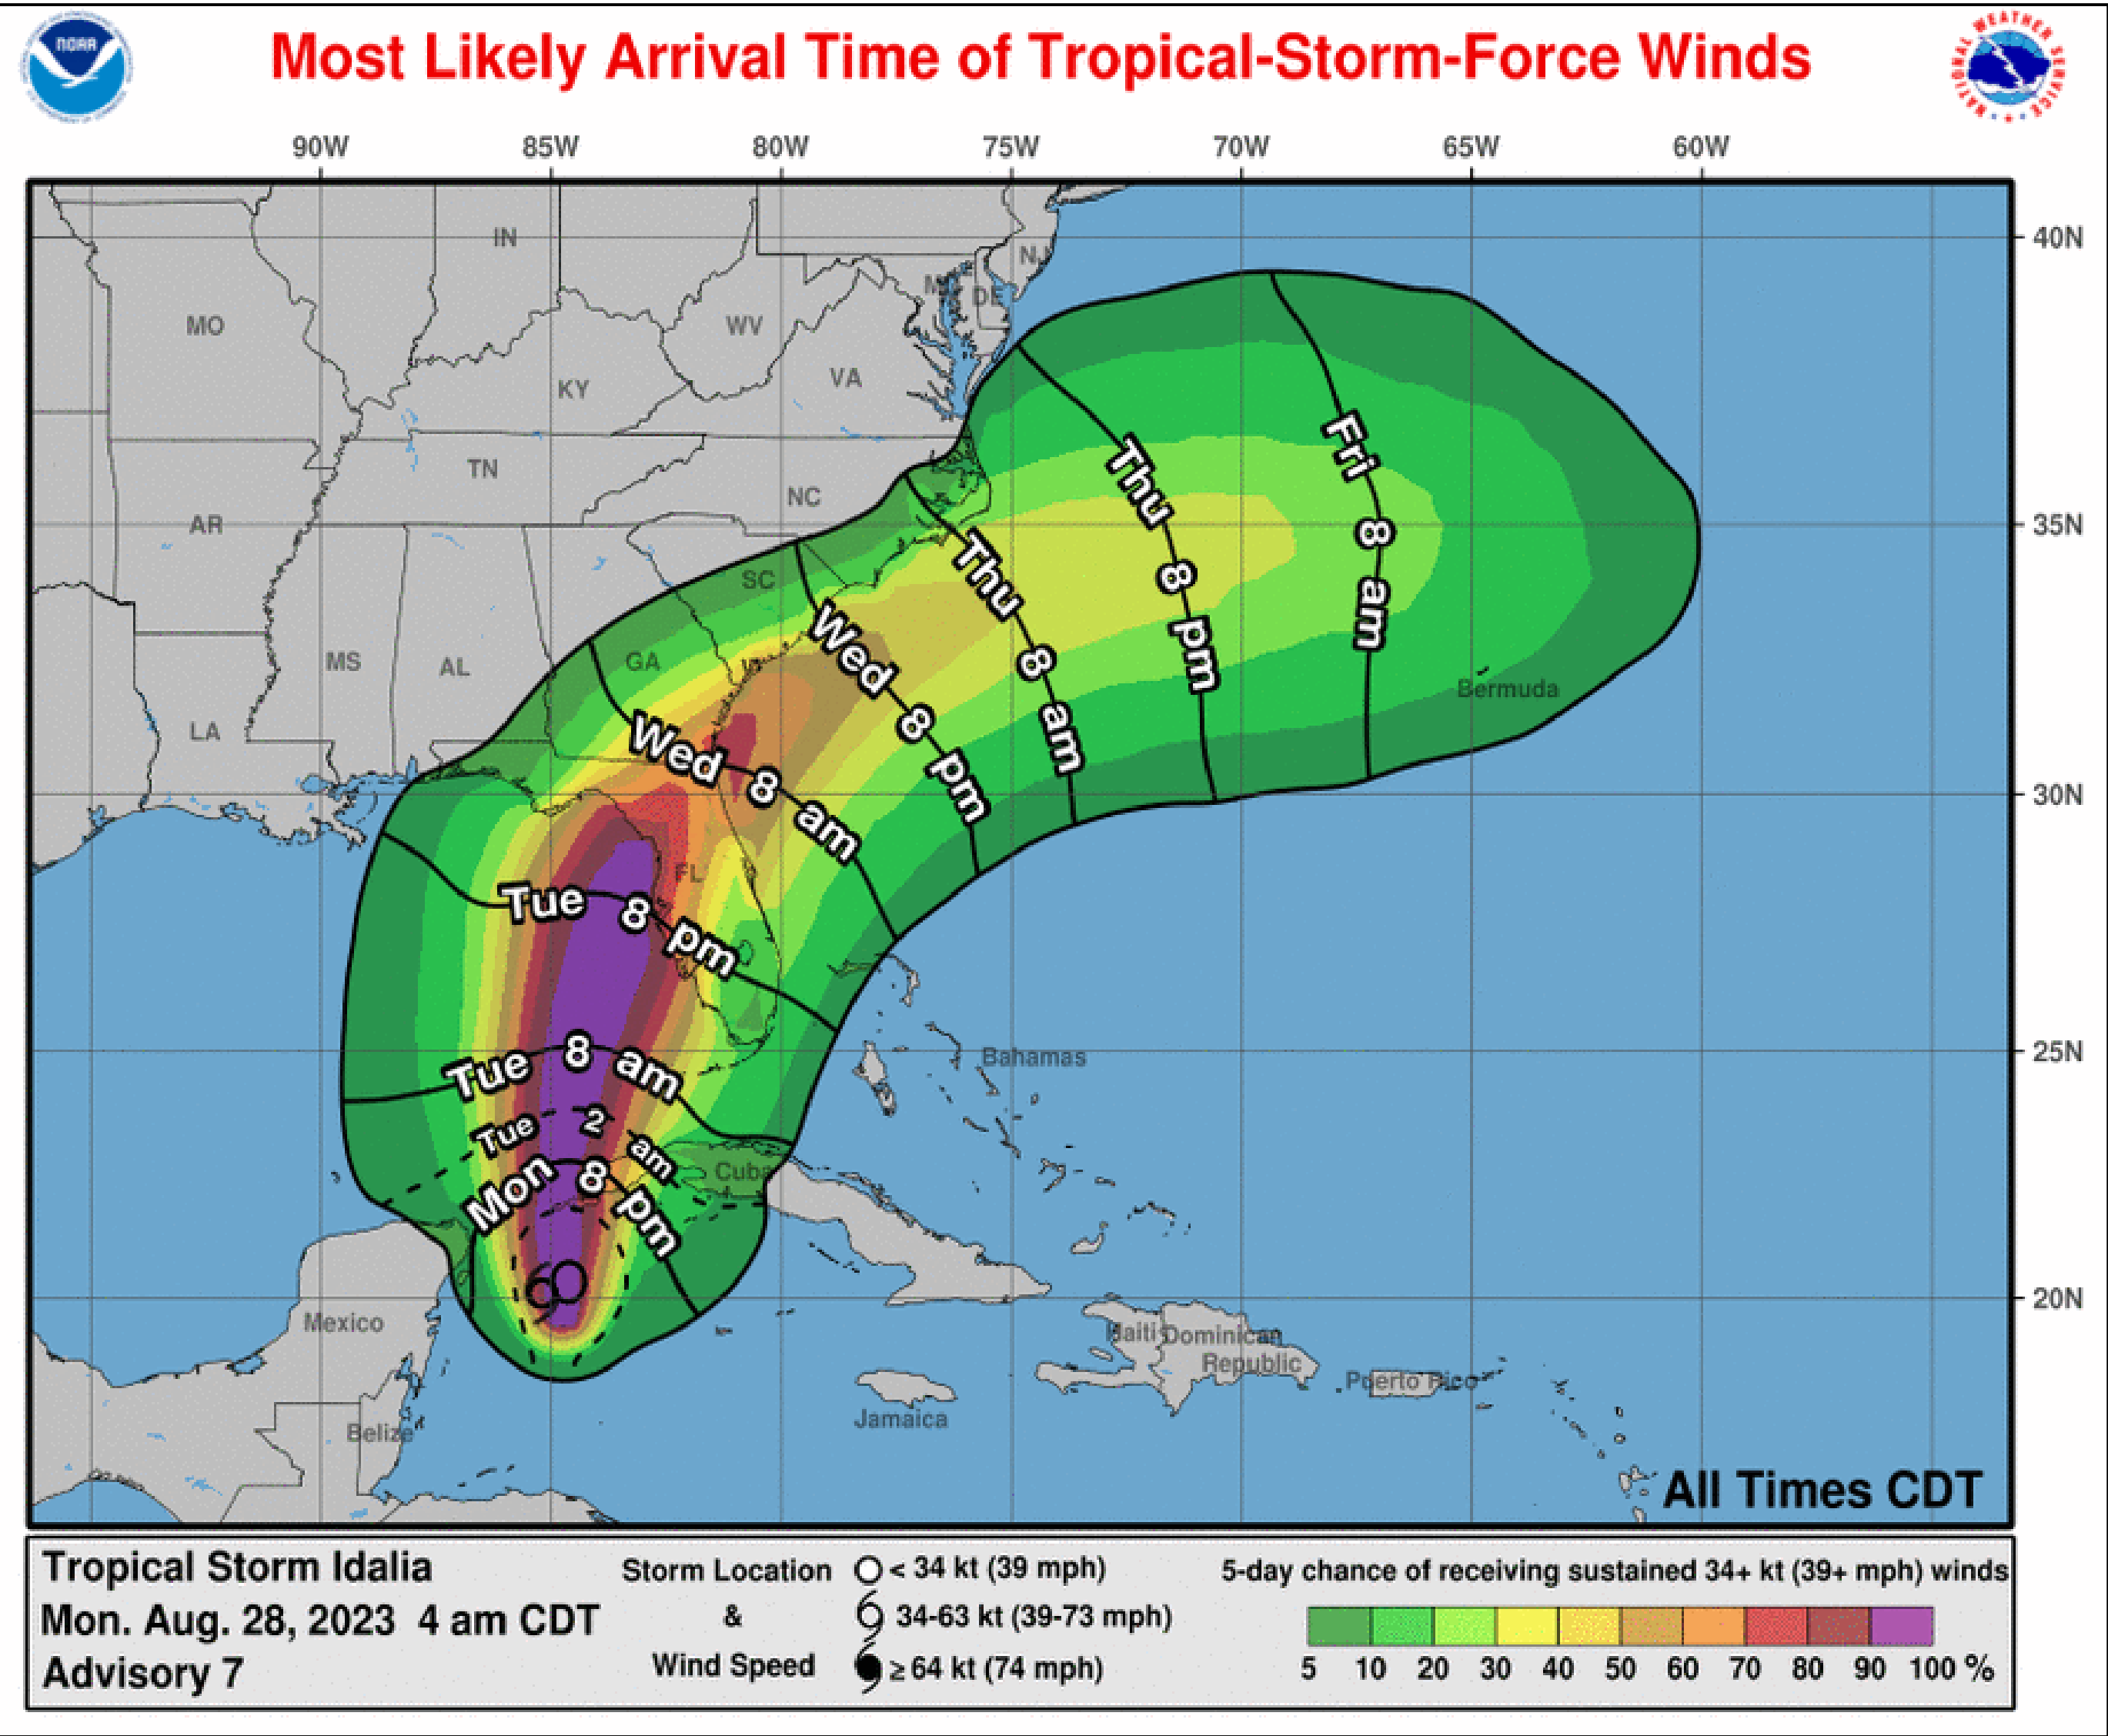 NOAA
Most Likely Arrival Time of Tropical-Storm-Force Winds
NATIONAL WEATHER SERVICE
90W 85W 80W 75W 70W 65W 60W
40N
35N
30N
25N
20N
IN
NJ
DE
MO
WV
KY
VA
TN
NC
AR
SC
MS
AL
GA
LA
FL
Bermuda
Bahamas
Cuba
Mexico
Haiti
Dominican
Republic
Puerto Rico
Jamaica
Belize
Fri 8 am
Thu 8 pm
Thu 8 am
Wed 8 pm
Wed 8 am
Tue 8 pm
Tue 8 am
Tue 2 am
Mon 8 pm
All Times CDT
Tropical Storm Idalia
Mon. Aug. 28, 2023 4 am CDT
Advisory 7
Storm Location
&
Wind Speed
< 34 kt (39 mph)
34-63 kt (39-73 mph)
≥ 64 kt (74 mph)
5-day chance of receiving sustained 34+ kt (39+ mph) winds
5 10 20 30 40 50 60 70 80 90 100 %